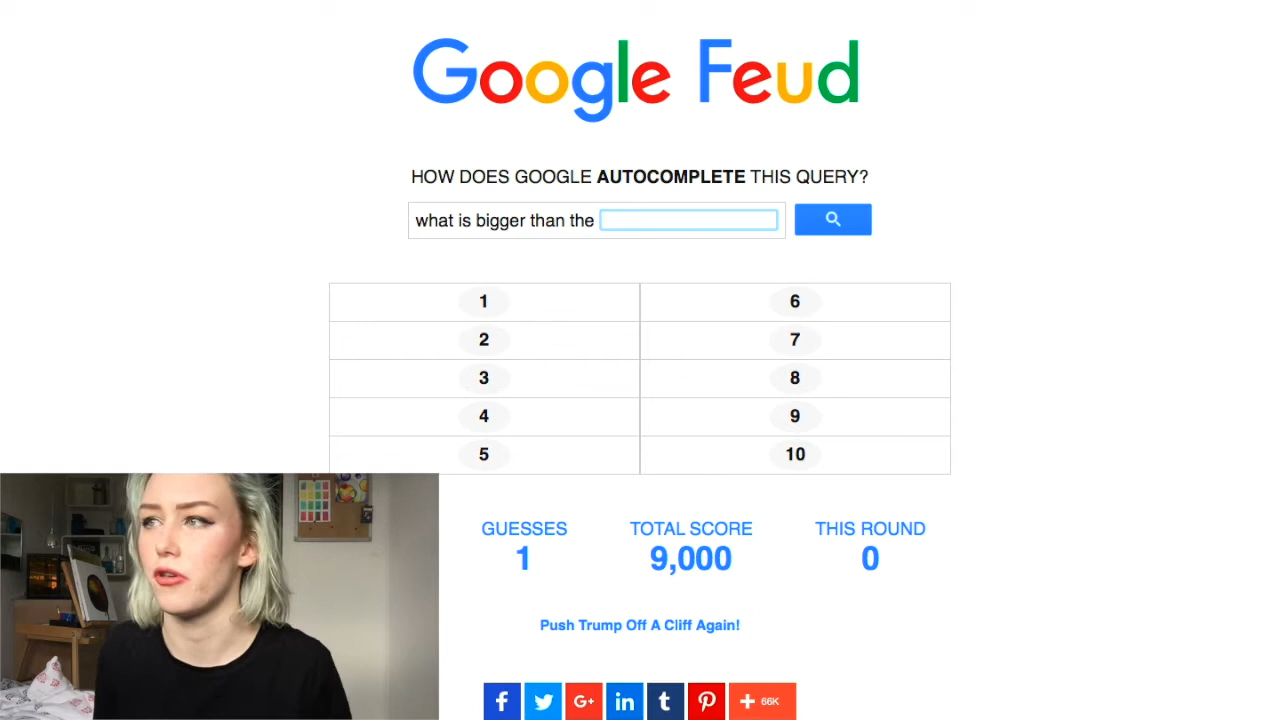 Google Feud
HOW DOES GOOGLE AUTOCOMPLETE THIS QUERY?
what is bigger than the
1
2
3
4
5
6
7
8
9
10
GUESSES
1
TOTAL SCORE
9,000
THIS ROUND
0
Push Trump Off A Cliff Again!
f
G+
in
t
+ 66K